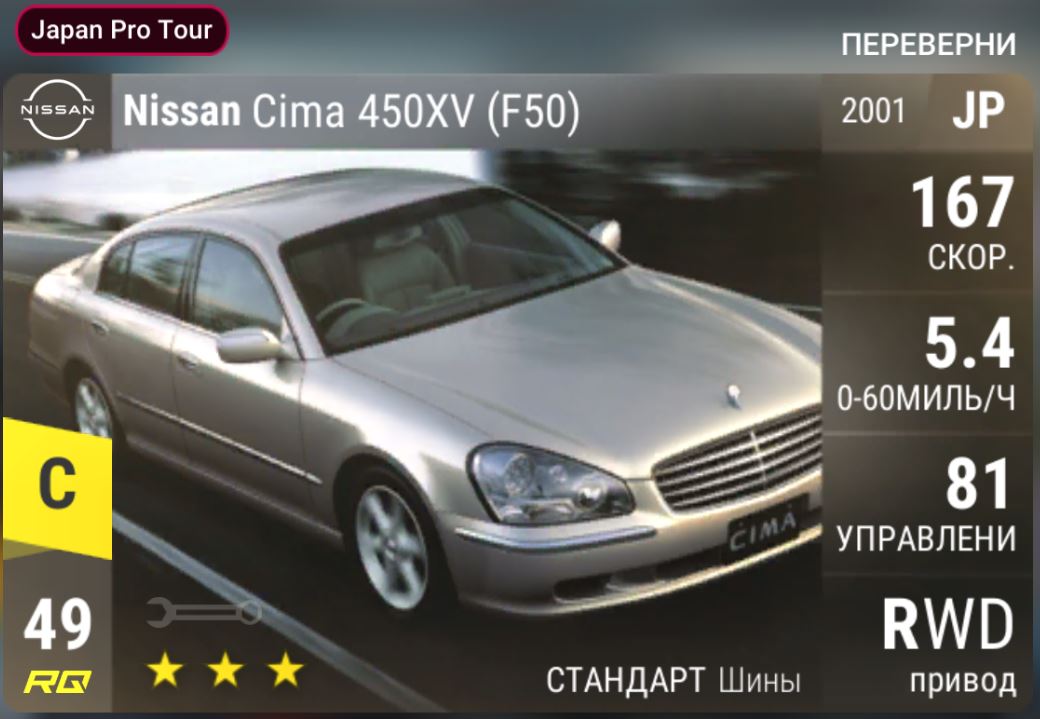 Japan Pro Tour
ПЕРЕВЕРНИ
NISSAN
Nissan Cima 450XV (F50)
2001 JP
167
СКОР.
5.4
0-60МИЛЬ/Ч
81
УПРАВЛЕНИ
RWD
привод
CIMA
C
49
RQ
СТАНДАРТ Шины